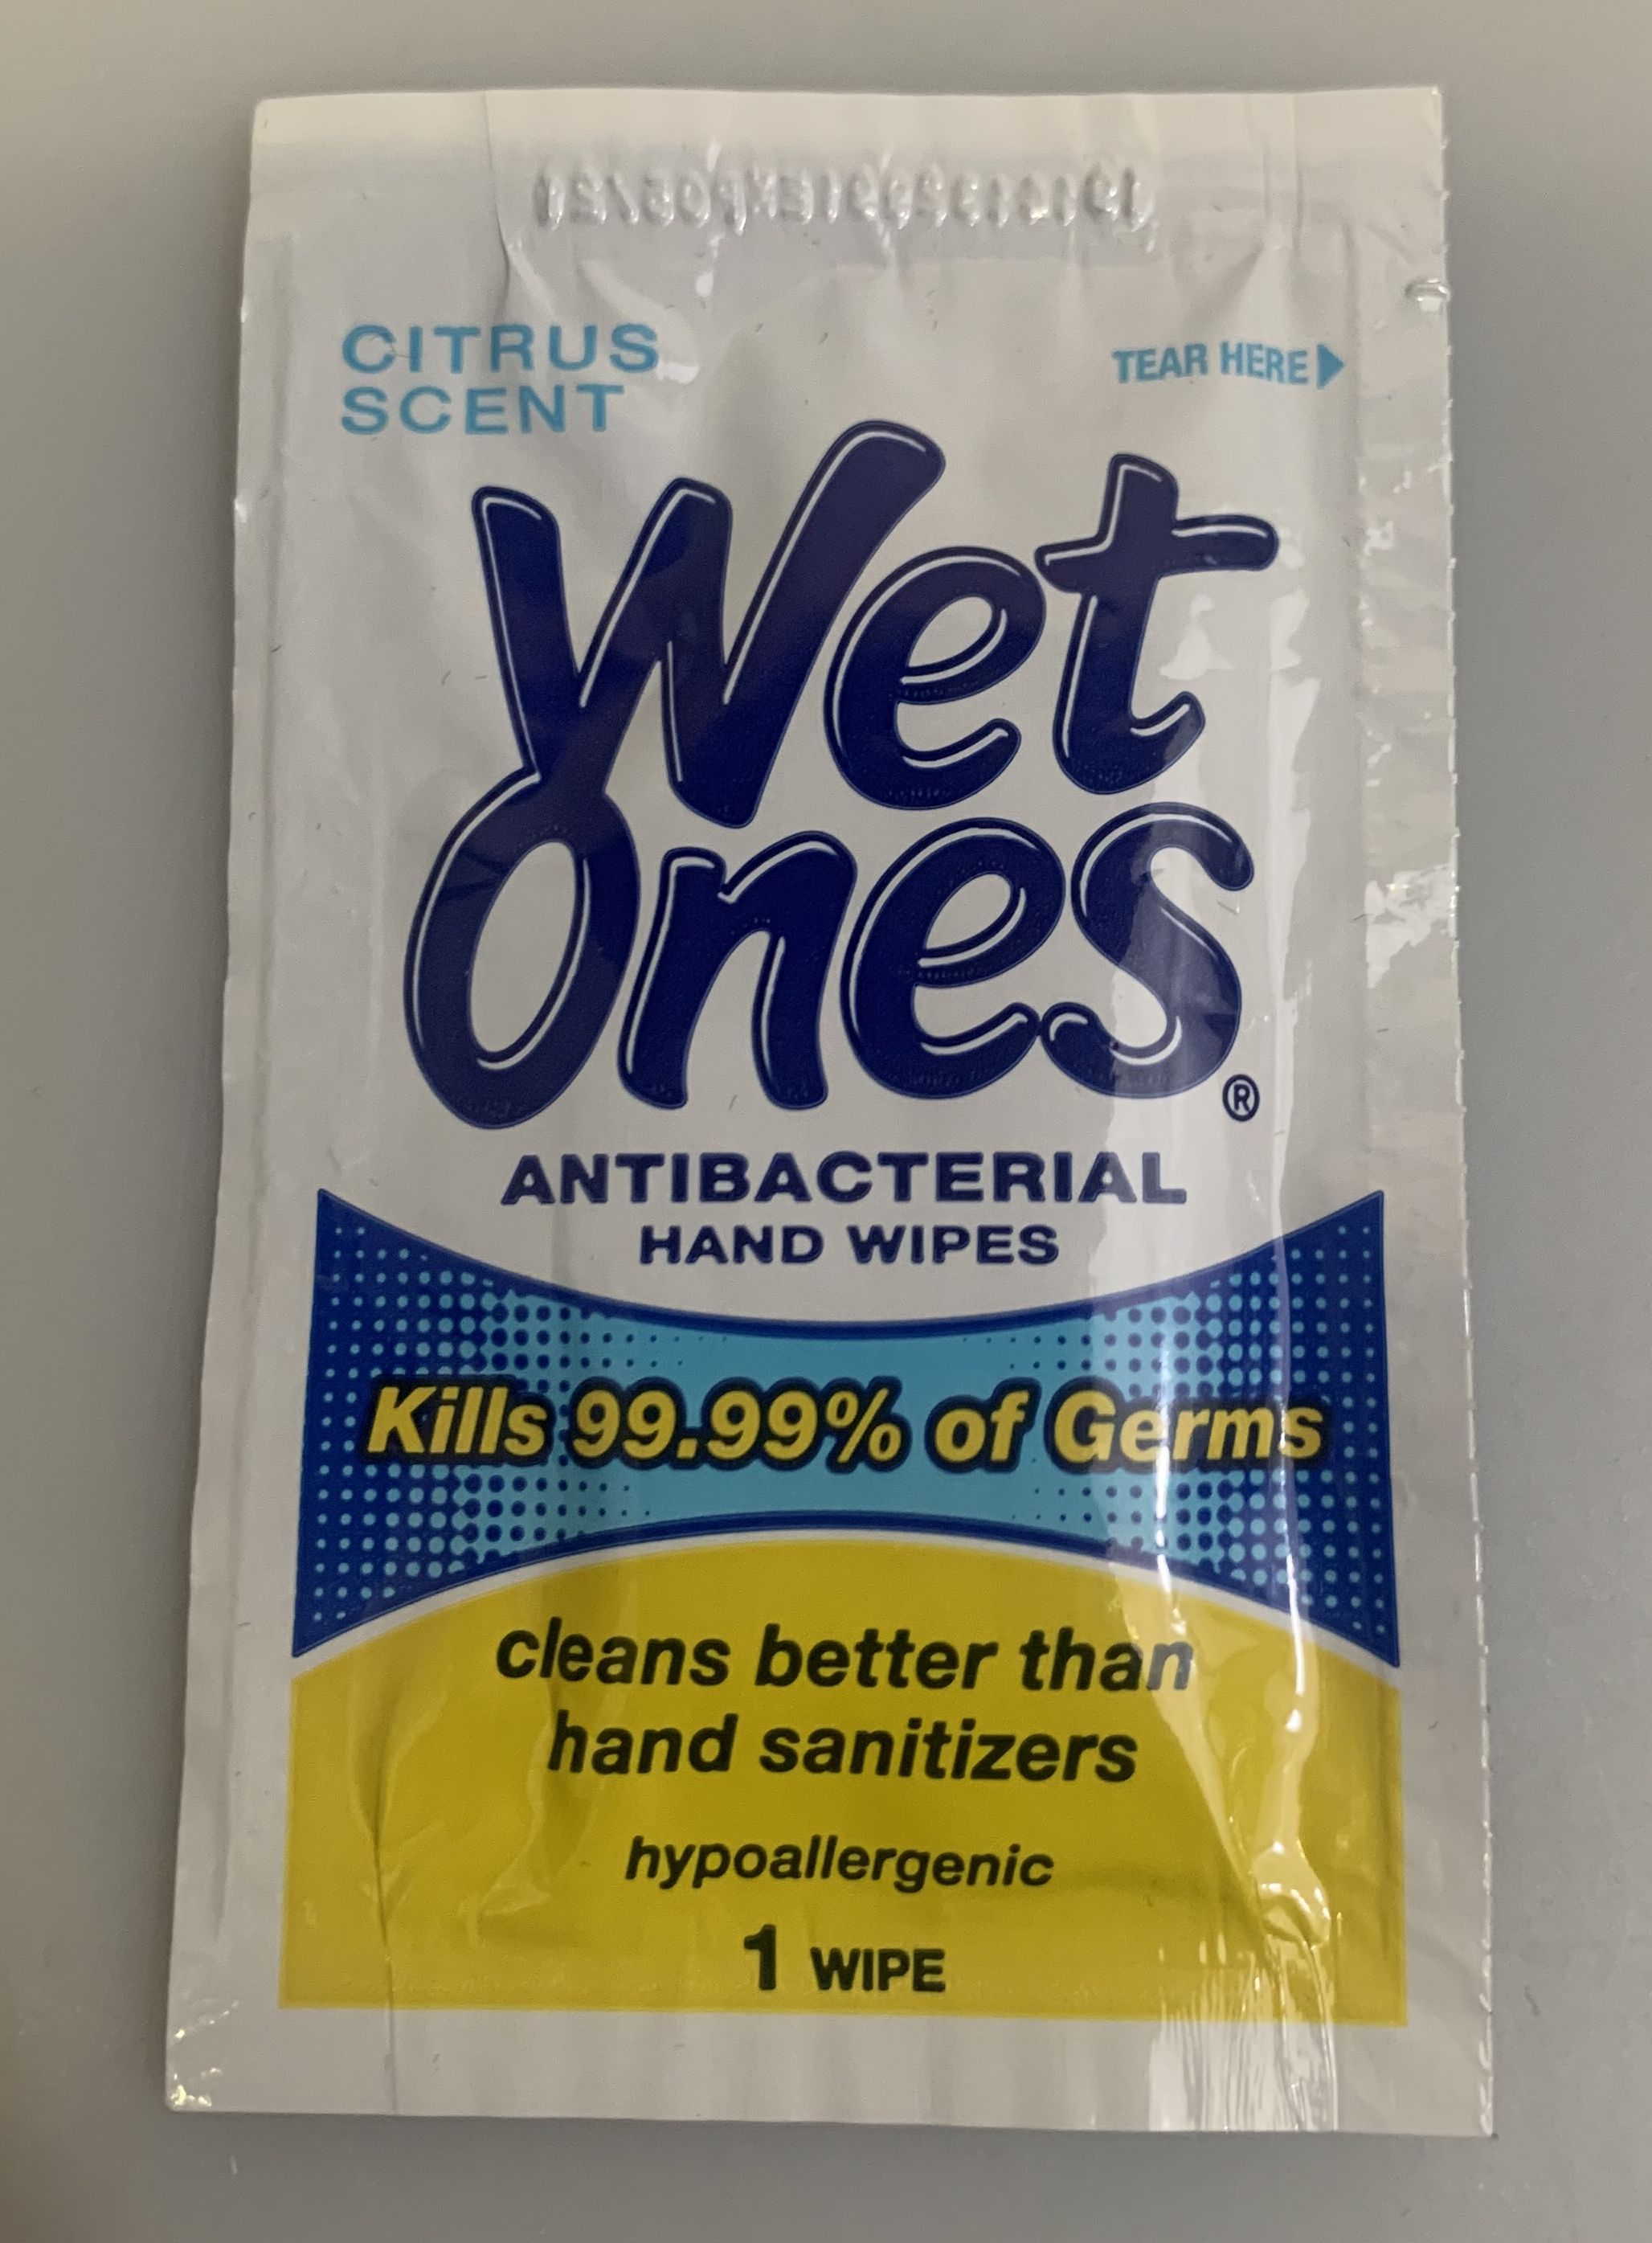 CITRUS
SCENT
TEAR HERE
Wet
Ones®
ANTIBACTERIAL
HAND WIPES
Kills 99.99% of Germs
cleans better than
hand sanitizers
hypoallergenic
1 WIPE